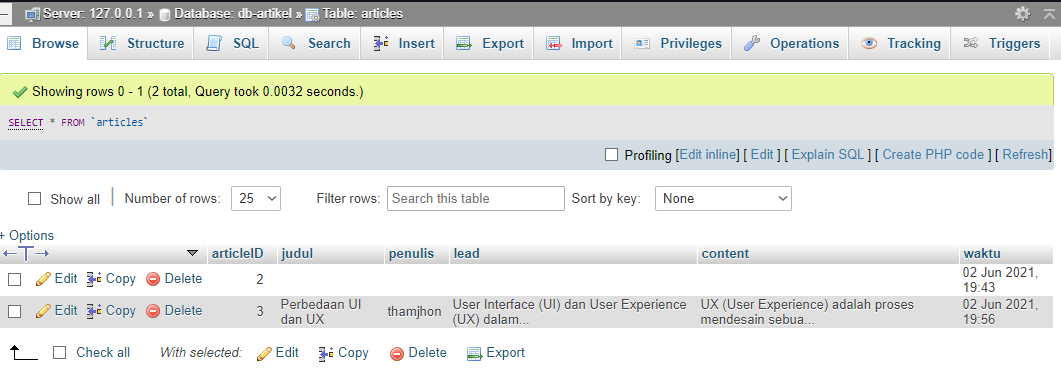 Server: 127.0.0.1 » Database: db-artikel » Table: articles
Browse Structure SQL Search Insert Export Import Privileges Operations Tracking Triggers
Showing rows 0 - 1 (2 total, Query took 0.0032 seconds.)
SELECT * FROM `articles`
Profiling [Edit inline] [ Edit ] [ Explain SQL ] [ Create PHP code ] [ Refresh]
Show all | Number of rows: 25 Filter rows: Search this table Sort by key: None
+ Options
←T→ articleID judul penulis lead content waktu
Edit Copy Delete 2 02 Jun 2021,
19:43
Edit Copy Delete 3 Perbedaan UI thamjhon User Interface (UI) dan User Experience UX (User Experience) adalah proses 02 Jun 2021,
dan UX (UX) dalam... mendesain sebua... 19:56
Check all With selected: Edit Copy Delete Export